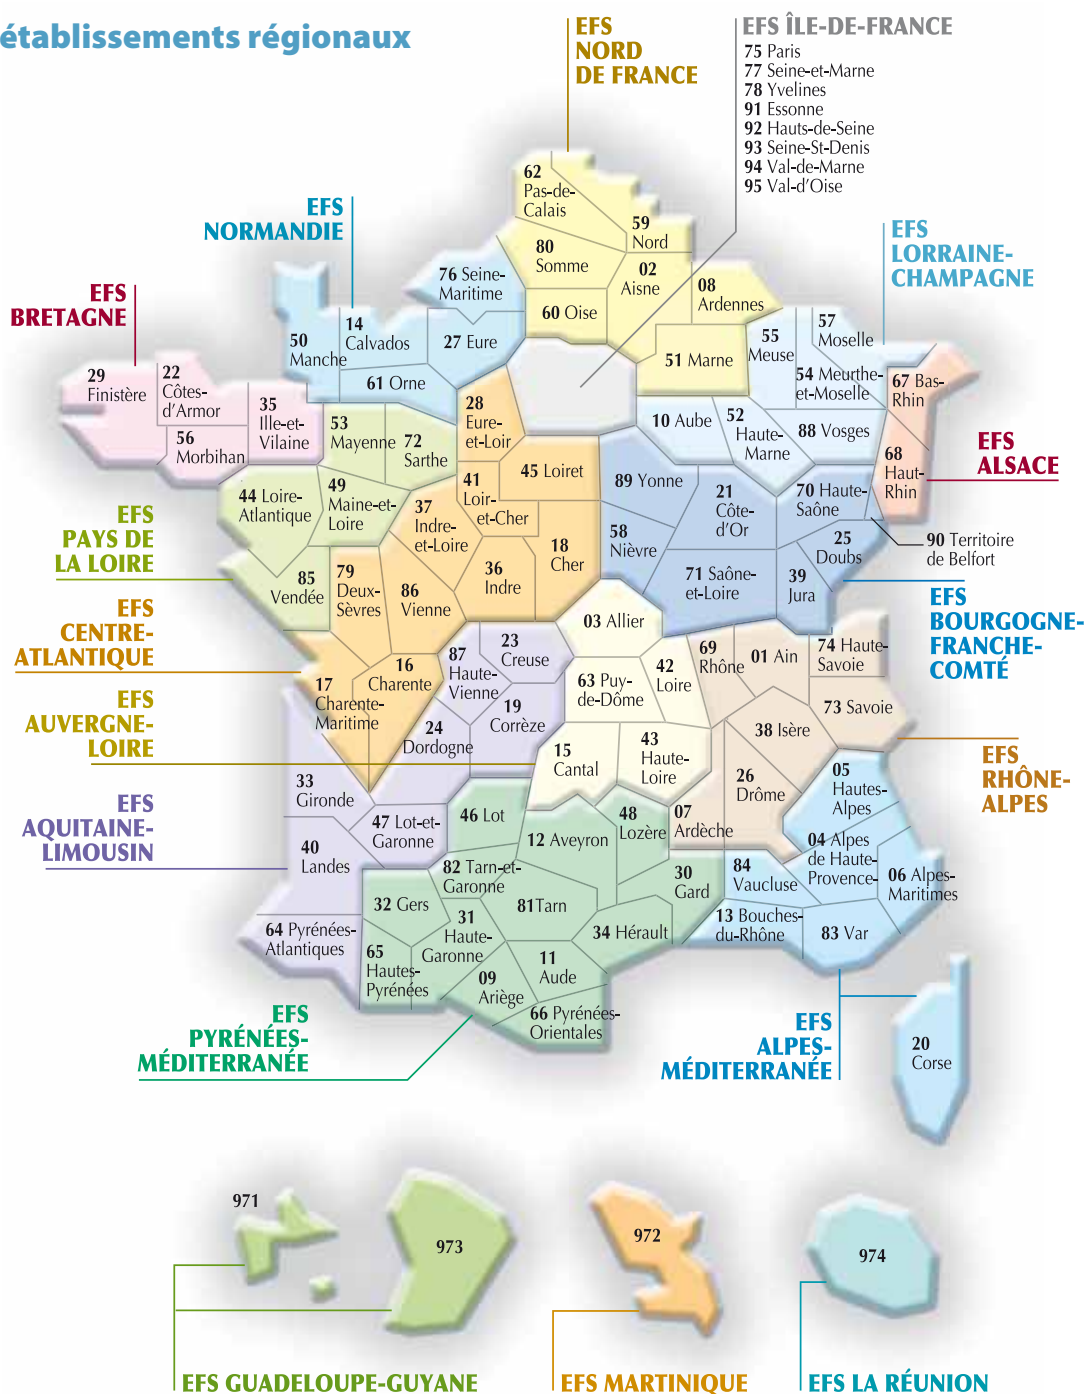 établissements régionaux
EFS
NORD
DE FRANCE
EFS ÎLE-DE-FRANCE
75 Paris
77 Seine-et-Marne
78 Yvelines
91 Essonne
92 Hauts-de-Seine
93 Seine-St-Denis
94 Val-de-Marne
95 Val-d'Oise
EFS
NORMANDIE
EFS
LORRAINE-
CHAMPAGNE
EFS
BRETAGNE
EFS
ALSACE
EFS
PAYS DE
LA LOIRE
EFS
CENTRE-
ATLANTIQUE
EFS
BOURGOGNE-
FRANCHE-
COMTÉ
EFS
AUVERGNE-
LOIRE
EFS
RHÔNE-
ALPES
EFS
AQUITAINE-
LIMOUSIN
EFS
PYRÉNÉES-
MÉDITERRANÉE
EFS
ALPES-
MÉDITERRANÉE
62
Pas-de-
Calais
59
Nord
80
Somme
02
Aisne
08
Ardennes
60 Oise
51 Marne
76 Seine-
Maritime
14
Calvados
50
Manche
27 Eure
61 Orne
55
Meuse
57
Moselle
54 Meurthe-
et-Moselle
67 Bas-
Rhin
68
Haut-
Rhin
88 Vosges
52
Haute-
Marne
10 Aube
29
Finistère
22
Côtes-
d'Armor
35
Ille-et-
Vilaine
56
Morbihan
53
Mayenne
72
Sarthe
44 Loire-
Atlantique
49
Maine-et-
Loire
85
Vendée
28
Eure-
et-Loir
45 Loiret
41
Loir-
et-Cher
37
Indre-
et-Loire
18
Cher
36
Indre
79
Deux-
Sèvres
86
Vienne
16
Charente
17
Charente-
Maritime
89 Yonne
21
Côte-
d'Or
58
Nièvre
71 Saône-
et-Loire
70 Haute-
Saône
25
Doubs
39
Jura
90 Territoire
de Belfort
03 Allier
63 Puy-
de-Dôme
42
Loire
15
Cantal
43
Haute-
Loire
69
Rhône
01 Ain
74 Haute-
Savoie
73 Savoie
38 Isère
26
Drôme
07
Ardèche
23
Creuse
87
Haute-
Vienne
19
Corrèze
24
Dordogne
33
Gironde
47 Lot-et-
Garonne
40
Landes
64 Pyrénées-
Atlantiques
46 Lot
12 Aveyron
48
Lozère
82 Tarn-et-
Garonne
30
Gard
32 Gers
81Tarn
31
Haute-
Garonne
34 Hérault
65
Hautes-
Pyrénées
11
Aude
09
Ariège
66 Pyrénées-
Orientales
05
Hautes-
Alpes
04 Alpes
de Haute-
Provence-
06 Alpes-
Maritimes
84
Vaucluse
13 Bouches-
du-Rhône
83 Var
20
Corse
971
973
972
974
EFS GUADELOUPE-GUYANE
EFS MARTINIQUE
EFS LA RÉUNION